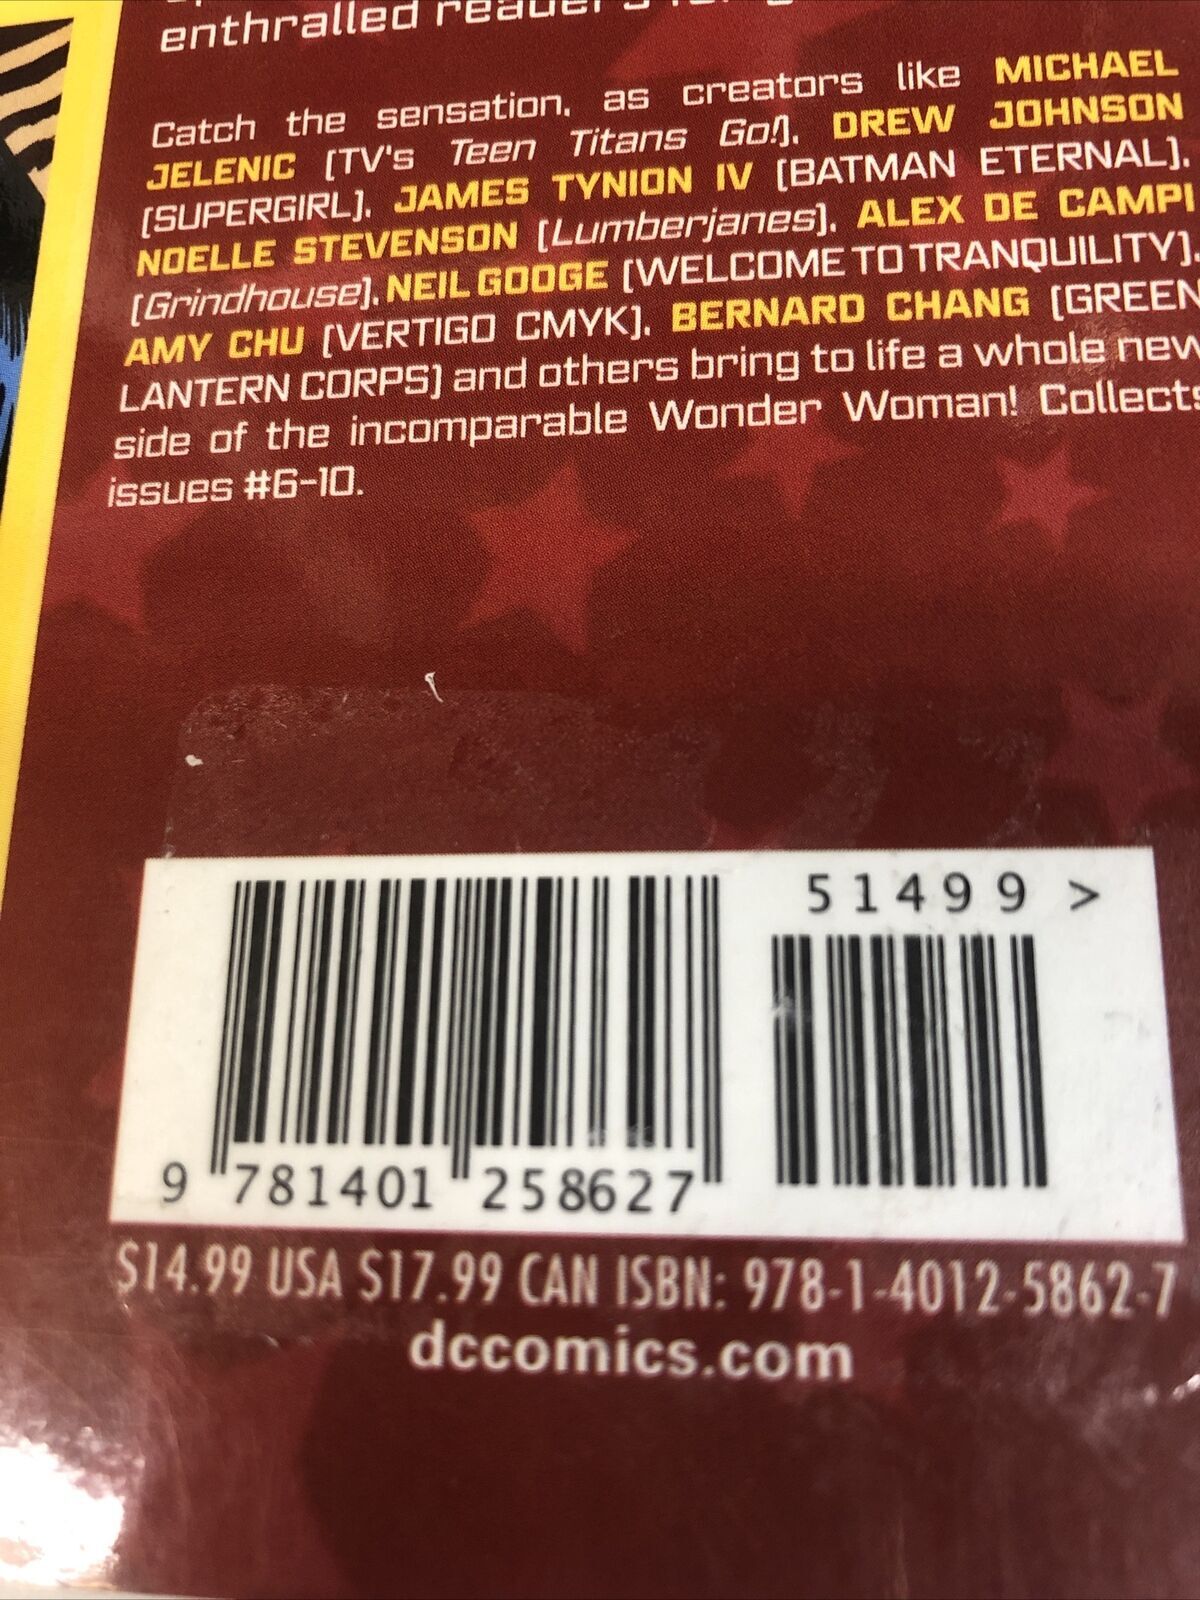 enthralled
Catch the sensation, as creators like MICHAEL
JELENIC [TV's Teen Titans Go!], DREW JOHNSON
[SUPERGIRL], JAMES TYNION IV [BATMAN ETERNAL],
NOELLE STEVENSON [Lumberjanes], ALEX DE CAMPI
[Grindhouse], NEIL GOOGE [WELCOME TO TRANQUILITY],
AMY CHU [VERTIGO CMYK], BERNARD CHANG [GREEN
LANTERN CORPS] and others bring to life a whole new
side of the incomparable Wonder Woman! Collects
issues #6-10.
51499 >
9 781401 258627
$14.99 USA $17.99 CAN ISBN: 978-1-4012-5862-7
dccomics.com